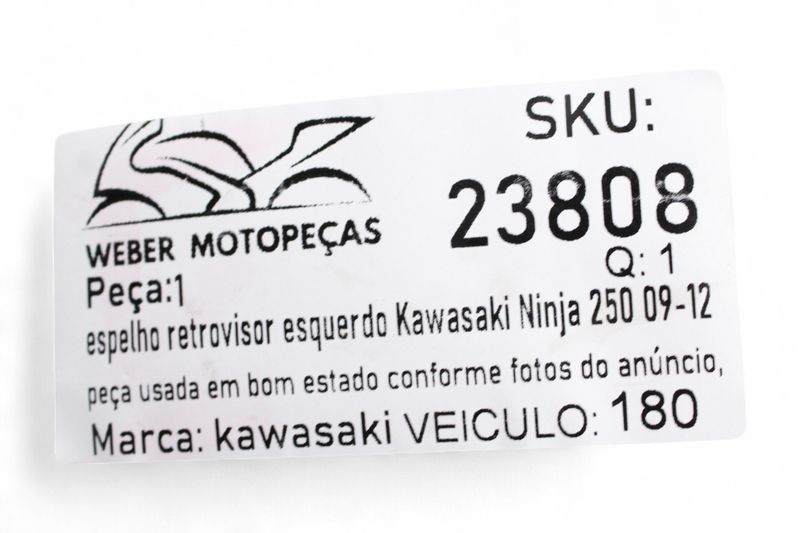 SKU:
23808
Q: 1
WEBER MOTOPEÇAS
Peça:1
espelho retrovisor esquerdo Kawasaki Ninja 250 09-12
peça usada em bom estado conforme fotos do anúncio,
Marca: kawasaki VEICULO: 180